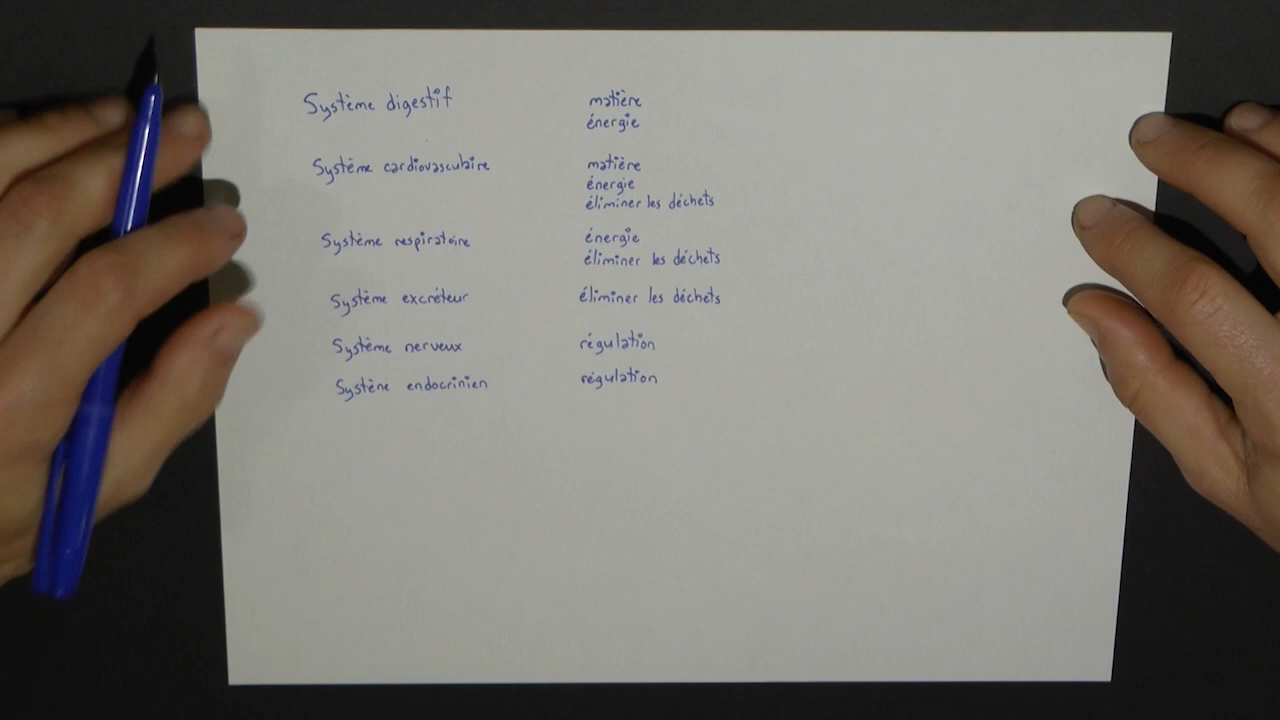 Système digestif matière
énergie
Système cardiovasculaire matière
énergie
éliminer les déchets
Système respiratoire énergie
éliminer les déchets
Système excréteur éliminer les déchets
Système nerveux régulation
Système endocrinien régulation